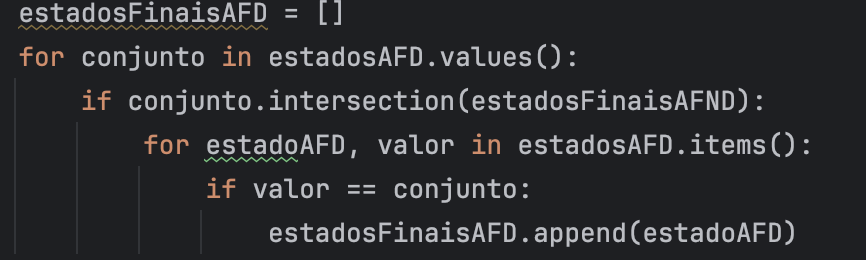 estadosFinaisAFD = []
for conjunto in estadosAFD.values():
    if conjunto.intersection(estadosFinaisAFND):
        for estadoAFD, valor in estadosAFD.items():
            if valor == conjunto:
                estadosFinaisAFD.append(estadoAFD)